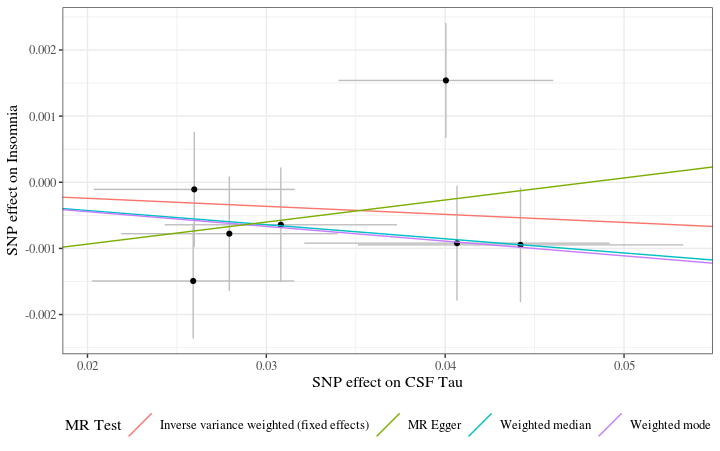 0.002
0.001
0.000
-0.001
-0.002
SNP effect on Insomnia
0.02 0.03 0.04 0.05
SNP effect on CSF Tau
MR Test Inverse variance weighted (fixed effects) MR Egger Weighted median Weighted mode